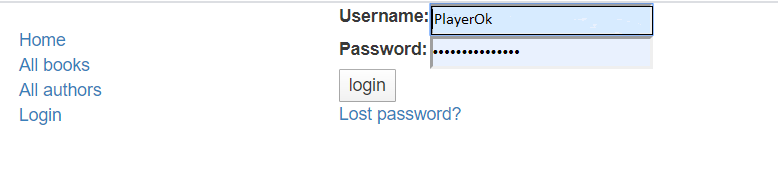 Home
All books
All authors
Login
Username: PlayerOk
Password: •••••••••••••••
login
Lost password?